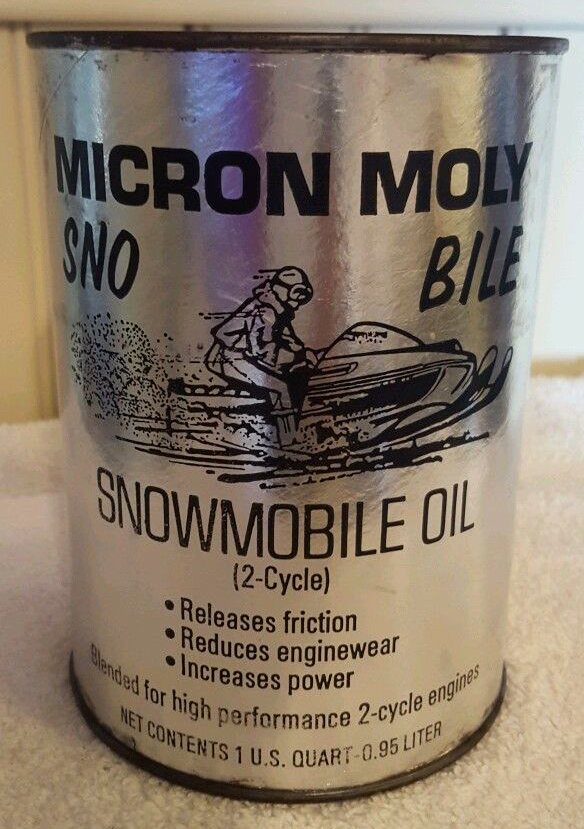 MICRON MOLY
SNO BILE
SNOWMOBILE OIL
(2-Cycle)
• Releases friction
• Reduces enginewear
• Increases power
Blended for high performance 2-cycle engines
NET CONTENTS 1 U.S. QUART-0.95 LITER